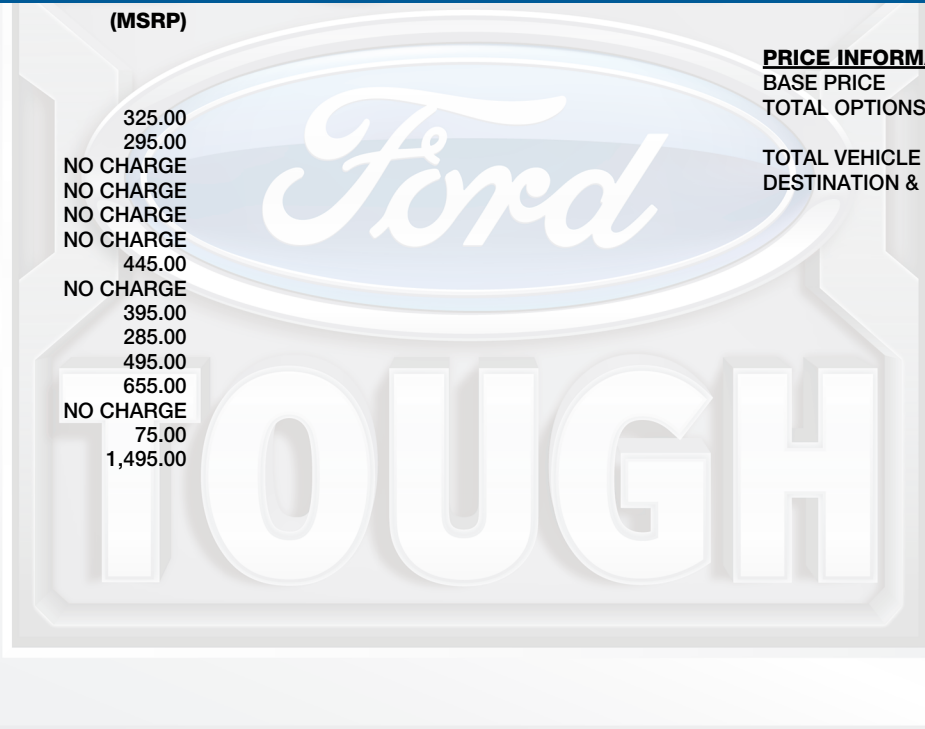 (MSRP)
325.00
295.00
NO CHARGE
NO CHARGE
NO CHARGE
NO CHARGE
445.00
NO CHARGE
395.00
285.00
495.00
655.00
NO CHARGE
75.00
1,495.00
PRICE INFORMA
BASE PRICE
TOTAL OPTIONS
TOTAL VEHICLE
DESTINATION &
Ford
TOUGH